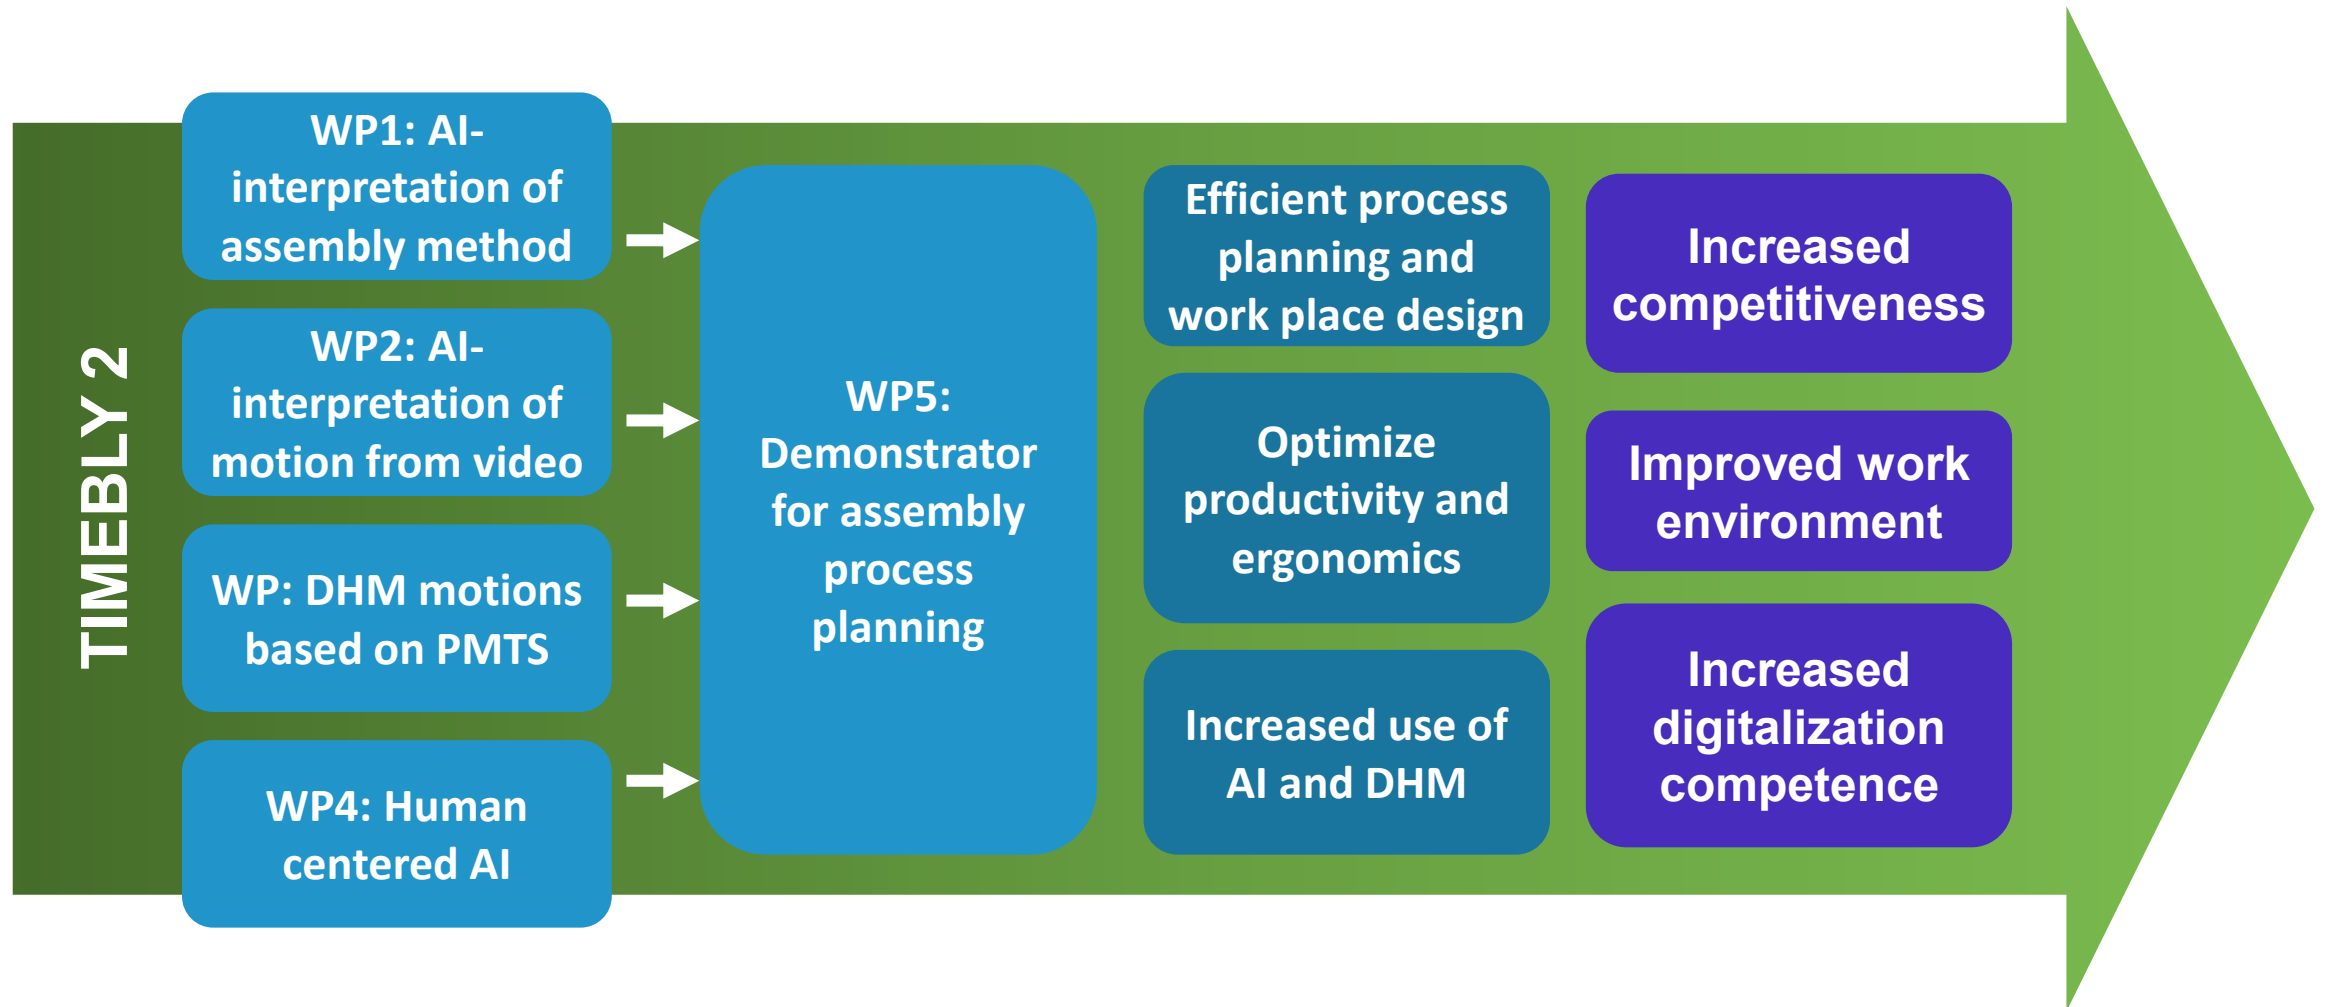 TIMEBLY 2
WP1: AI-
interpretation of
assembly method
WP2: AI-
interpretation of
motion from video
WP: DHM motions
based on PMTS
WP4: Human
centered AI
WP5:
Demonstrator
for assembly
process
planning
Efficient process
planning and
work place design
Optimize
productivity and
ergonomics
Increased use of
AI and DHM
Increased
competitiveness
Improved work
environment
Increased
digitalization
competence